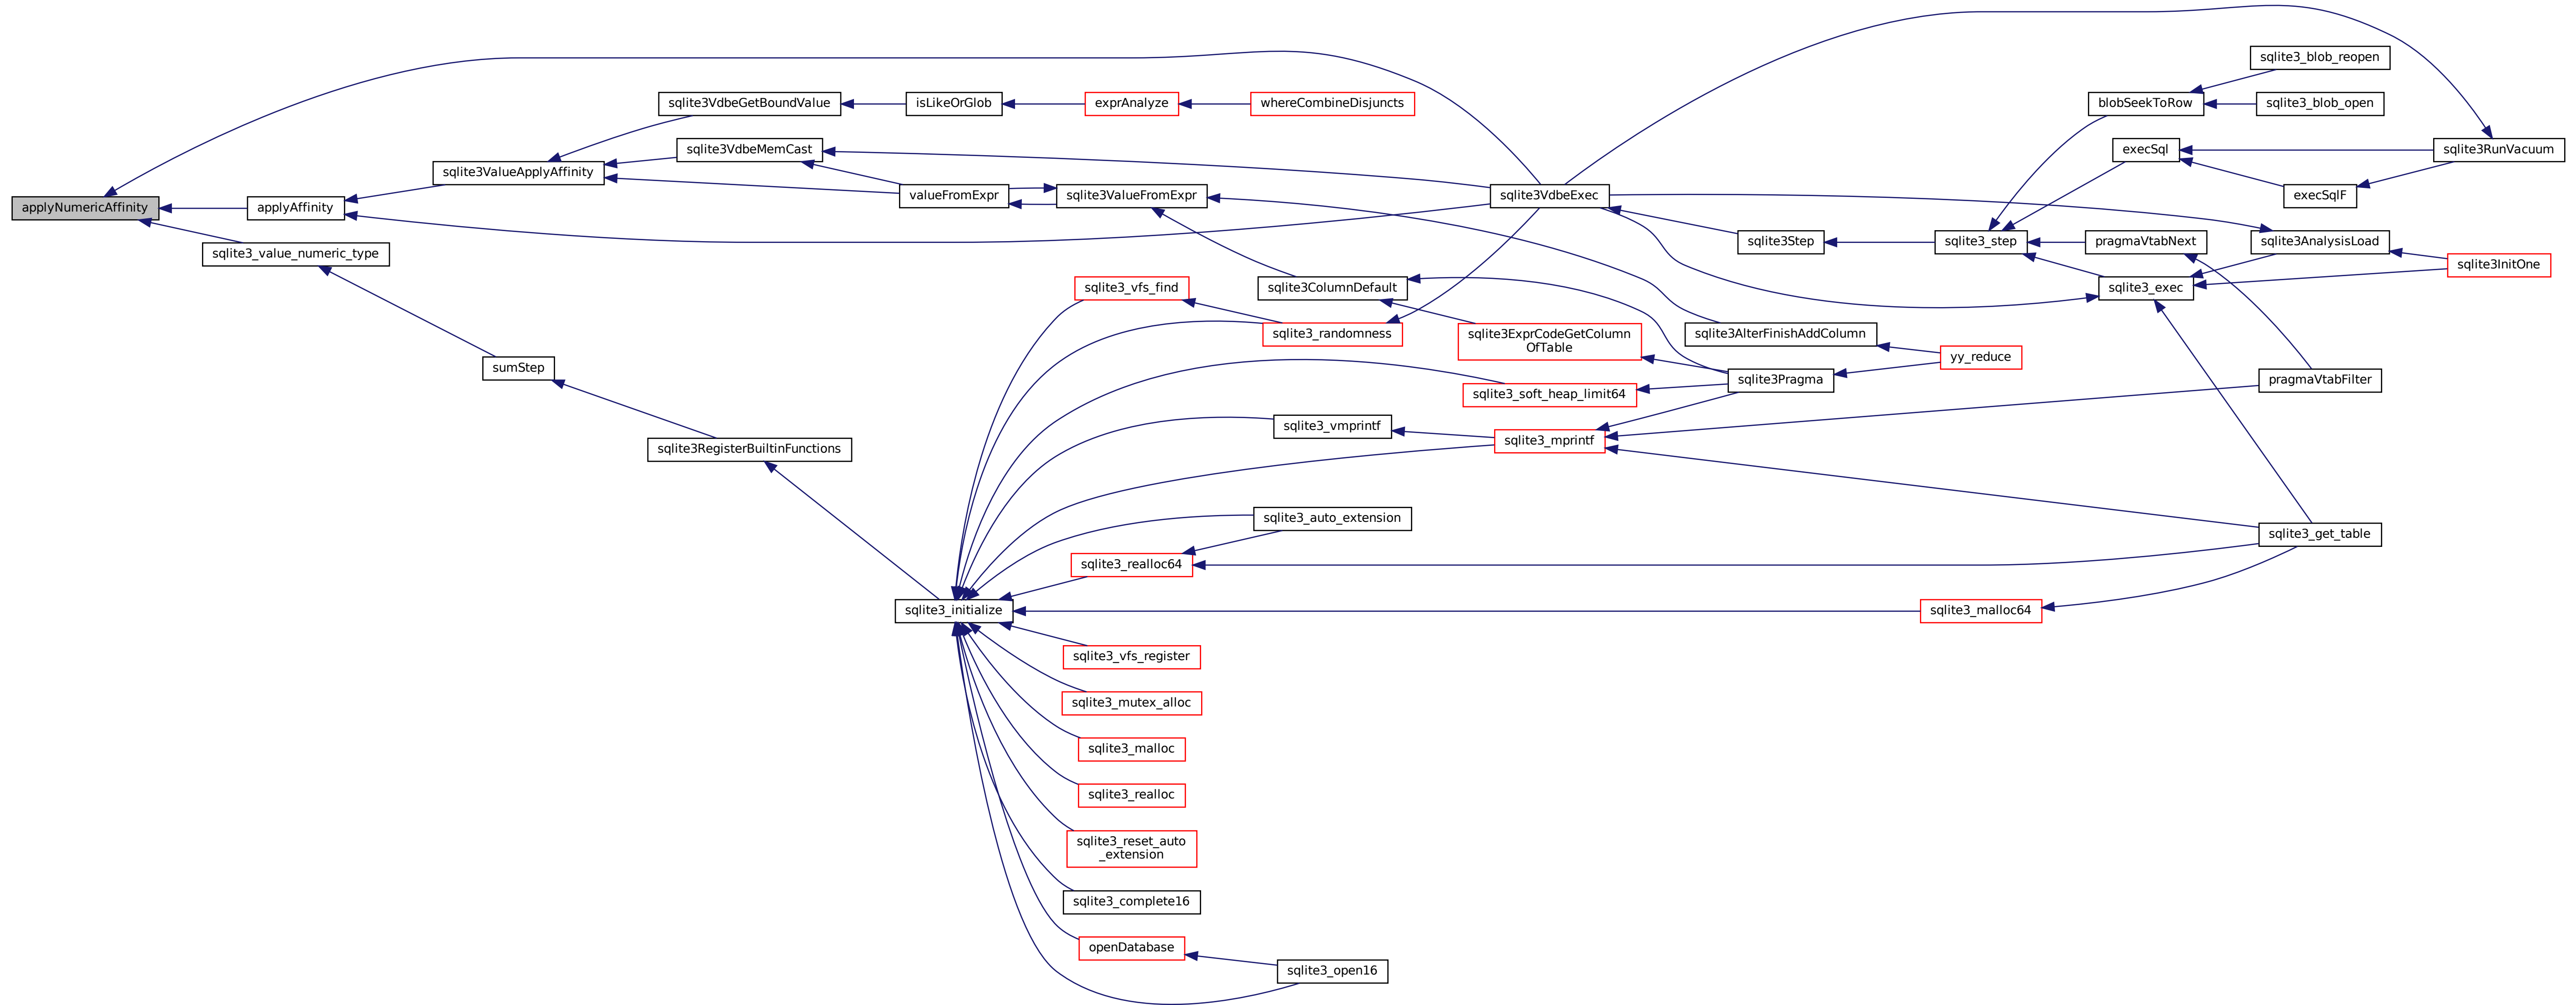 applyNumericAffinity
applyAffinity
sqlite3_value_numeric_type
sqlite3ValueApplyAffinity
sumStep
sqlite3VdbeGetBoundValue
sqlite3VdbeMemCast
sqlite3RegisterBuiltinFunctions
isLikeOrGlob
valueFromExpr
sqlite3_initialize
exprAnalyze
sqlite3ValueFromExpr
sqlite3_vfs_find
sqlite3_realloc64
sqlite3_vfs_register
sqlite3_mutex_alloc
sqlite3_malloc
sqlite3_realloc
sqlite3_reset_auto
_extension
sqlite3_complete16
openDatabase
whereCombineDisjuncts
sqlite3ColumnDefault
sqlite3_randomness
sqlite3_vmprintf
sqlite3_auto_extension
sqlite3_open16
sqlite3VdbeExec
sqlite3ExprCodeGetColumn
OfTable
sqlite3_soft_heap_limit64
sqlite3_mprintf
sqlite3Step
sqlite3AlterFinishAddColumn
sqlite3Pragma
sqlite3_step
yy_reduce
sqlite3_malloc64
blobSeekToRow
execSql
pragmaVtabNext
sqlite3_exec
sqlite3_blob_reopen
sqlite3_blob_open
execSqlF
sqlite3AnalysisLoad
pragmaVtabFilter
sqlite3_get_table
sqlite3RunVacuum
sqlite3InitOne